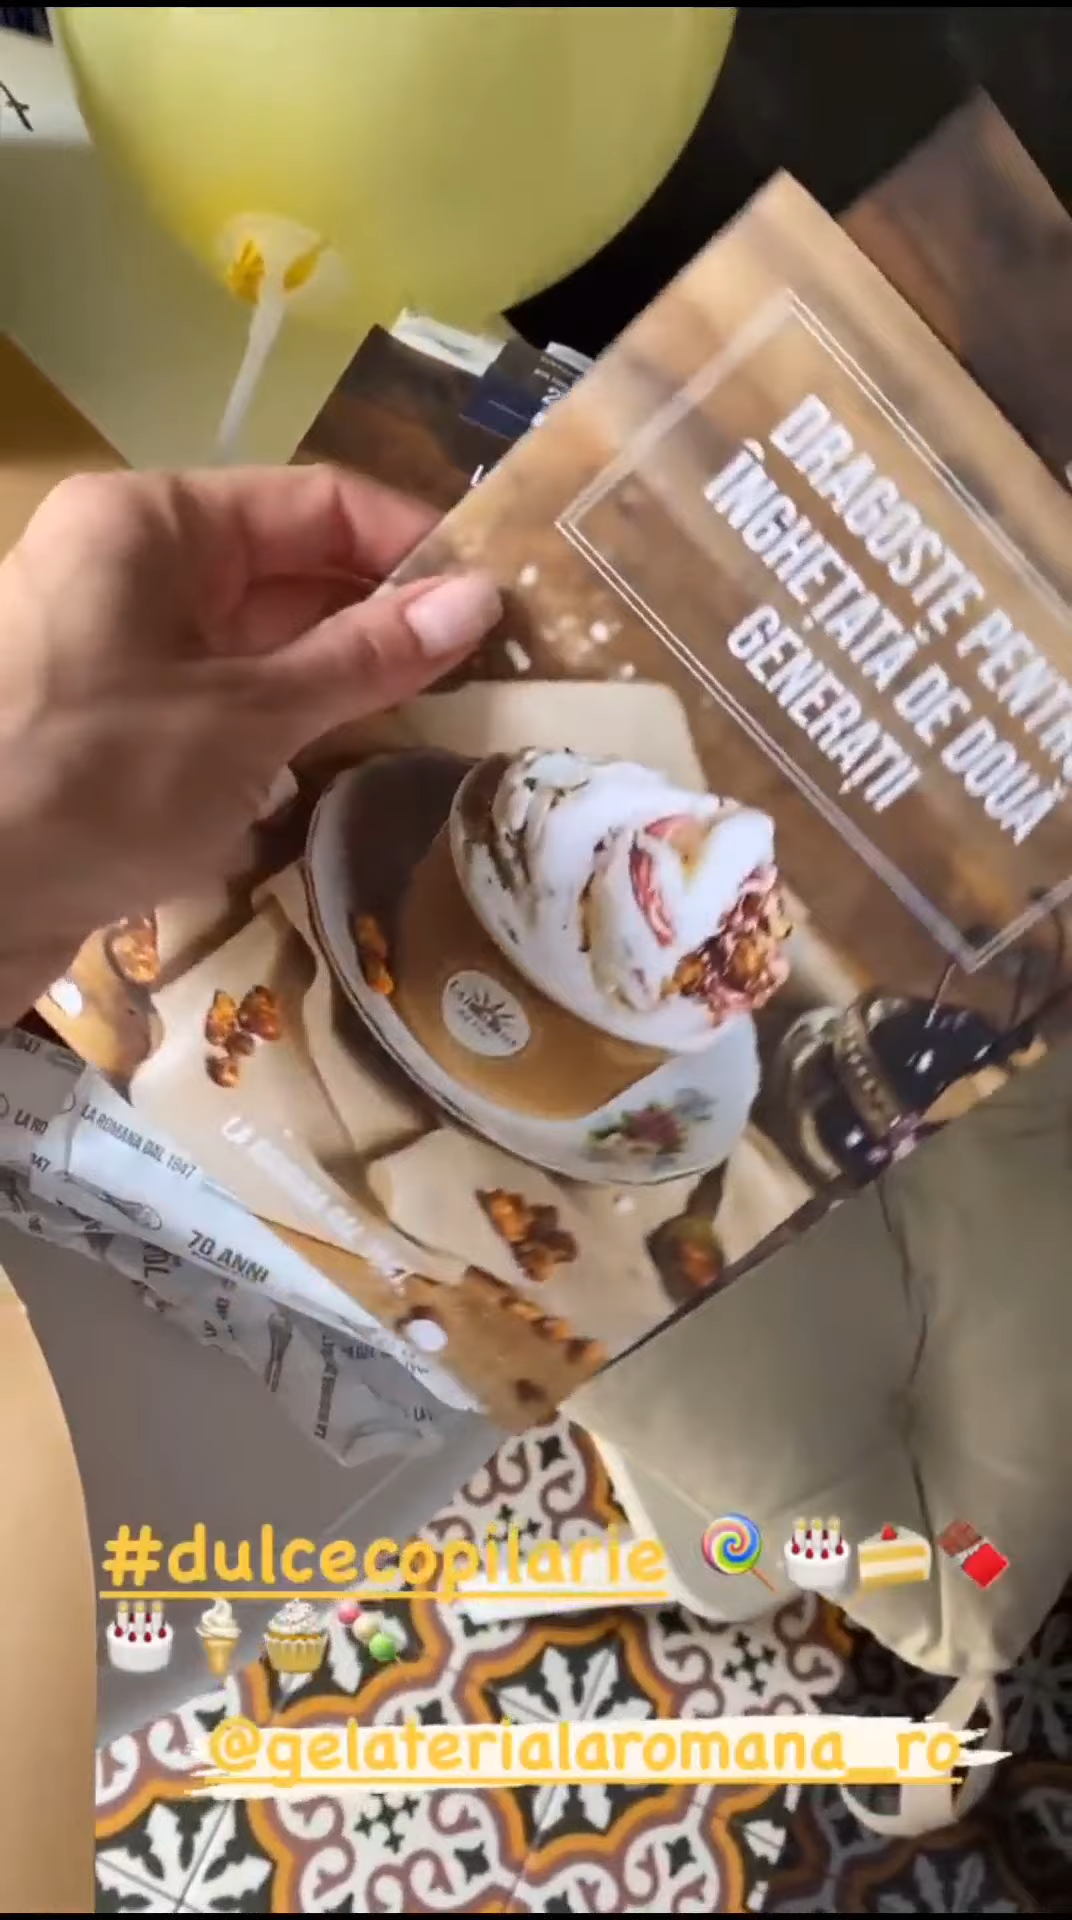 DRAGOSTE PENTRU
ÎNGHEȚATĂ DE DOUĂ
GENERAȚII
LA ROMANA DAL 1947
70 ANNI
#dulcecopilarie
@gelaterialaromana_ro